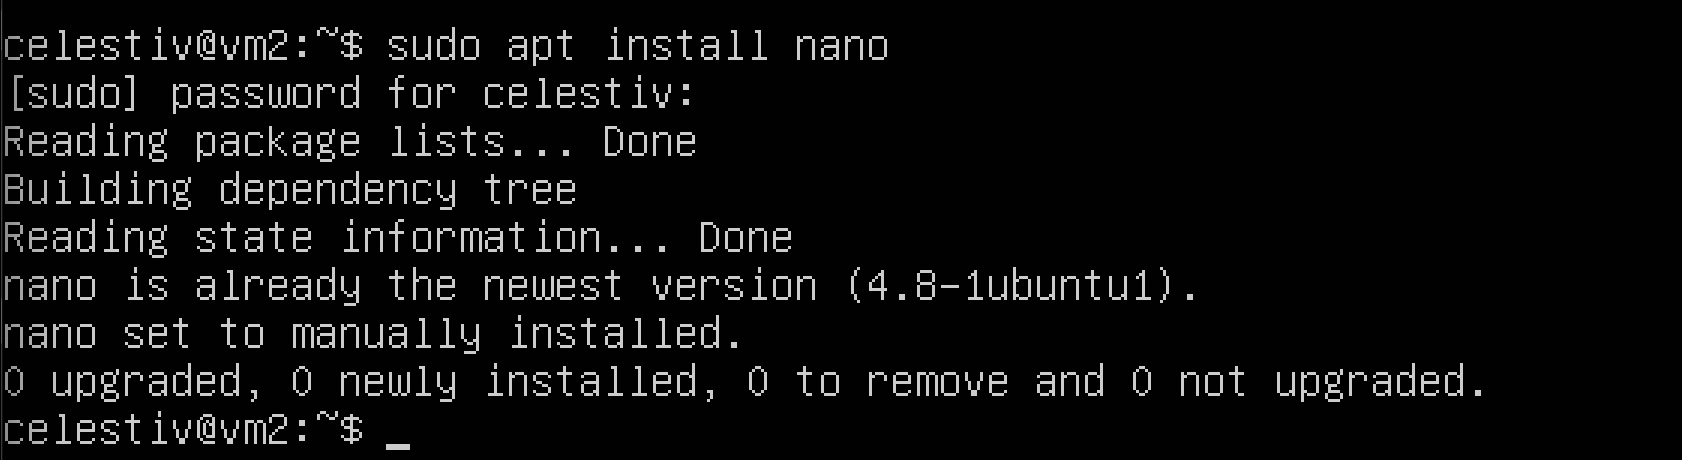 celestiv@vm2:~$ sudo apt install nano
[sudo] password for celestiv:
Reading package lists... Done
Building dependency tree
Reading state information... Done
nano is already the newest version (4.8-1ubuntu1).
nano set to manually installed.
0 upgraded, 0 newly installed, 0 to remove and 0 not upgraded.
celestiv@vm2:~$ _